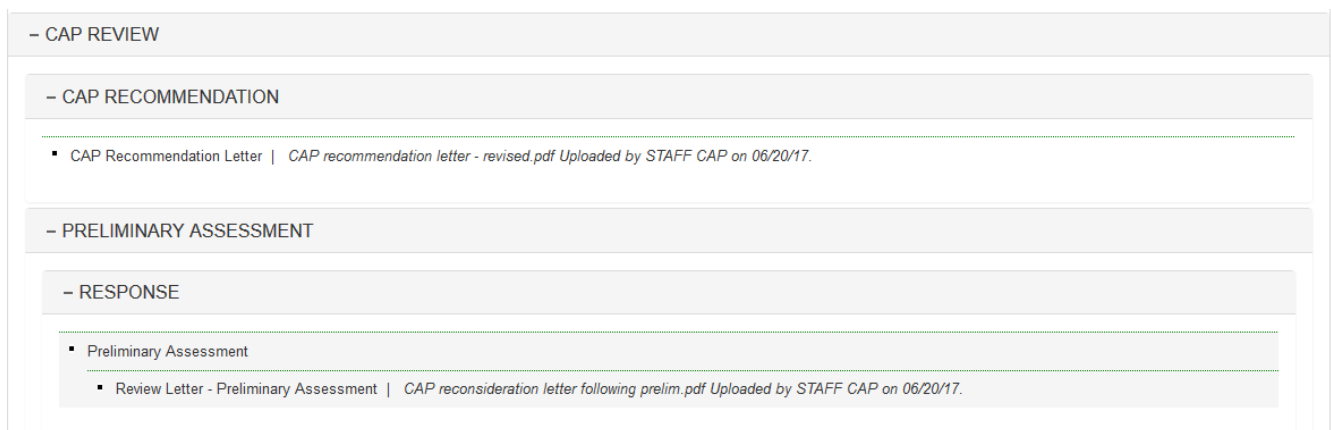 – CAP REVIEW
– CAP RECOMMENDATION
▪ CAP Recommendation Letter | CAP recommendation letter - revised.pdf Uploaded by STAFF CAP on 06/20/17.
– PRELIMINARY ASSESSMENT
– RESPONSE
▪ Preliminary Assessment
▪ Review Letter - Preliminary Assessment | CAP reconsideration letter following prelim.pdf Uploaded by STAFF CAP on 06/20/17.